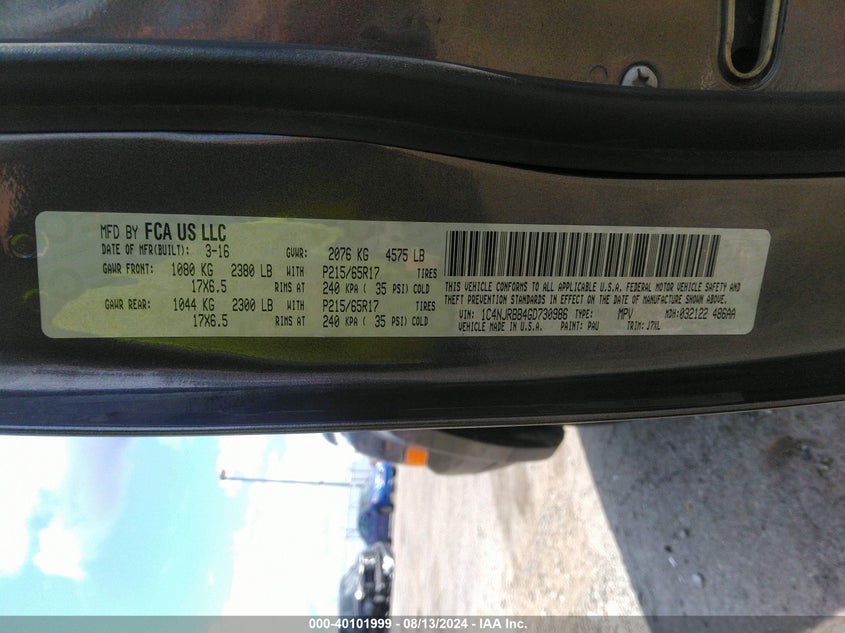 MFD BY FCA US LLC
DATE OF MFR(BUILT): 3-16 GVWR: 2076 KG 4575 LB
GAWR FRONT: 1080 KG 2380 LB WITH P215/65R17 TIRES
17X6.5 RIMS AT 240 KPA ( 35 PSI) COLD
GAWR REAR: 1044 KG 2300 LB WITH P215/65R17 TIRES
17X6.5 RIMS AT 240 KPA ( 35 PSI) COLD
THIS VEHICLE CONFORMS TO ALL APPLICABLE U.S.A. FEDERAL MOTOR VEHICLE SAFETY AND
THEFT PREVENTION STANDARDS IN EFFECT ON THE DATE OF MANUFACTURE SHOWN ABOVE.
VIN: 1C4NJRBB4GD730986 TYPE: MPV MDH: 032122 486AA
VEHICLE MADE IN U.S.A. PAINT: PAU TRIM: J7XL
000-40101999 - 08/13/2024 - IAA Inc.